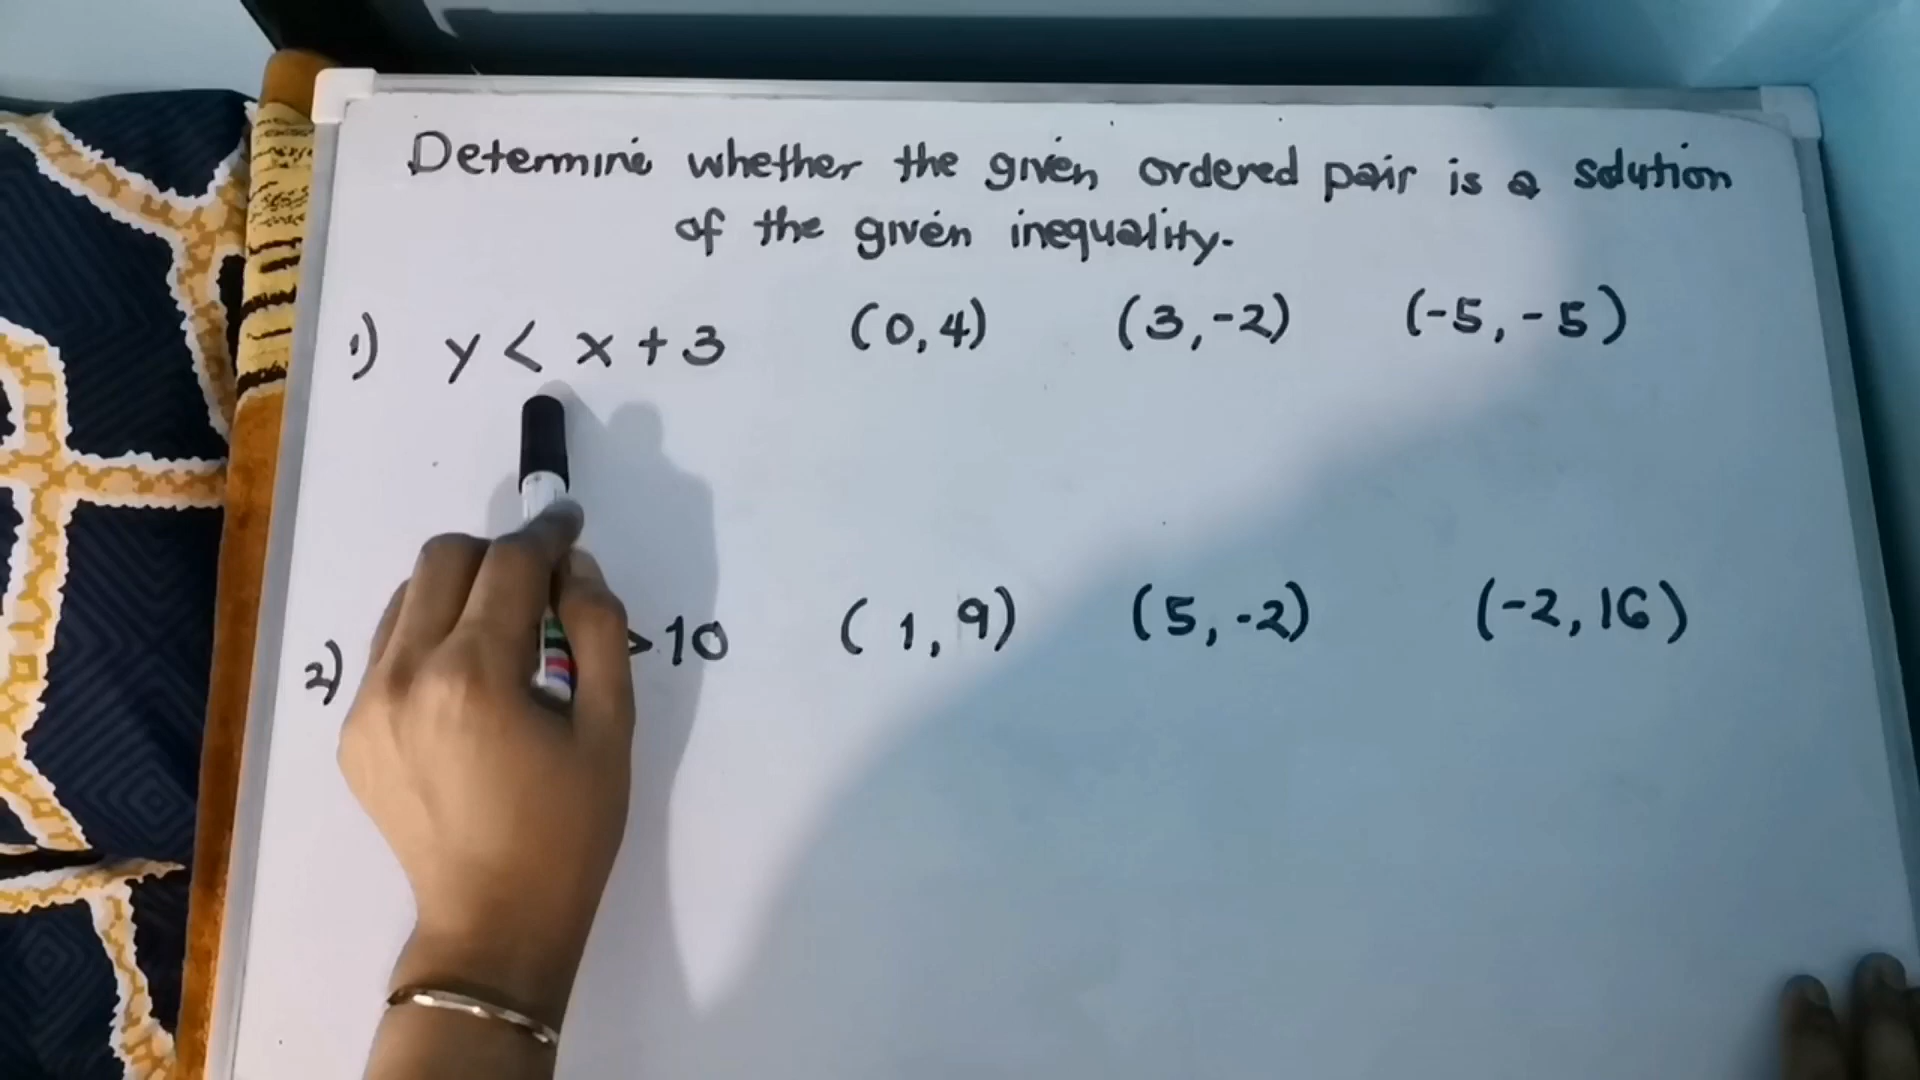 Determine whether the given ordered pair is a solution
of the given inequality.
1) y < x + 3 (0,4) (3,-2) (-5,-5)
2) >10 (1,9) (5,-2) (-2,16)